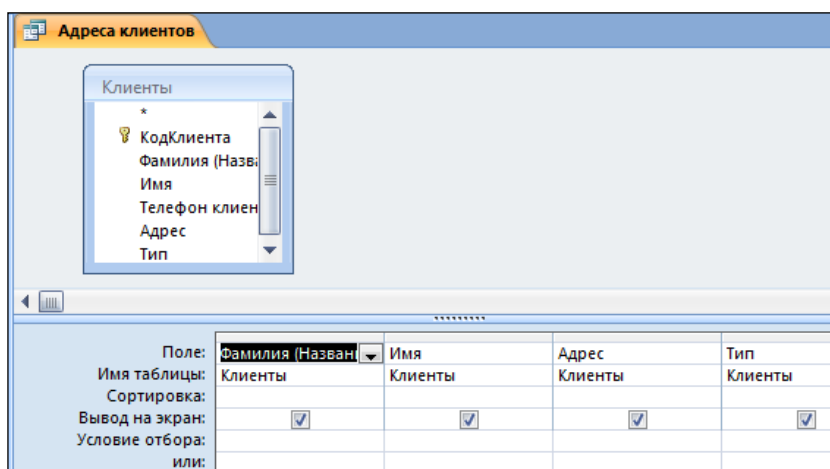 Адреса клиентов
Клиенты
*
КодКлиента
Фамилия (Назва
Имя
Телефон клиен
Адрес
Тип
Поле: Фамилия (Названи Имя Адрес Тип
Имя таблицы: Клиенты Клиенты Клиенты Клиенты
Сортировка:
Вывод на экран:
Условие отбора:
или: